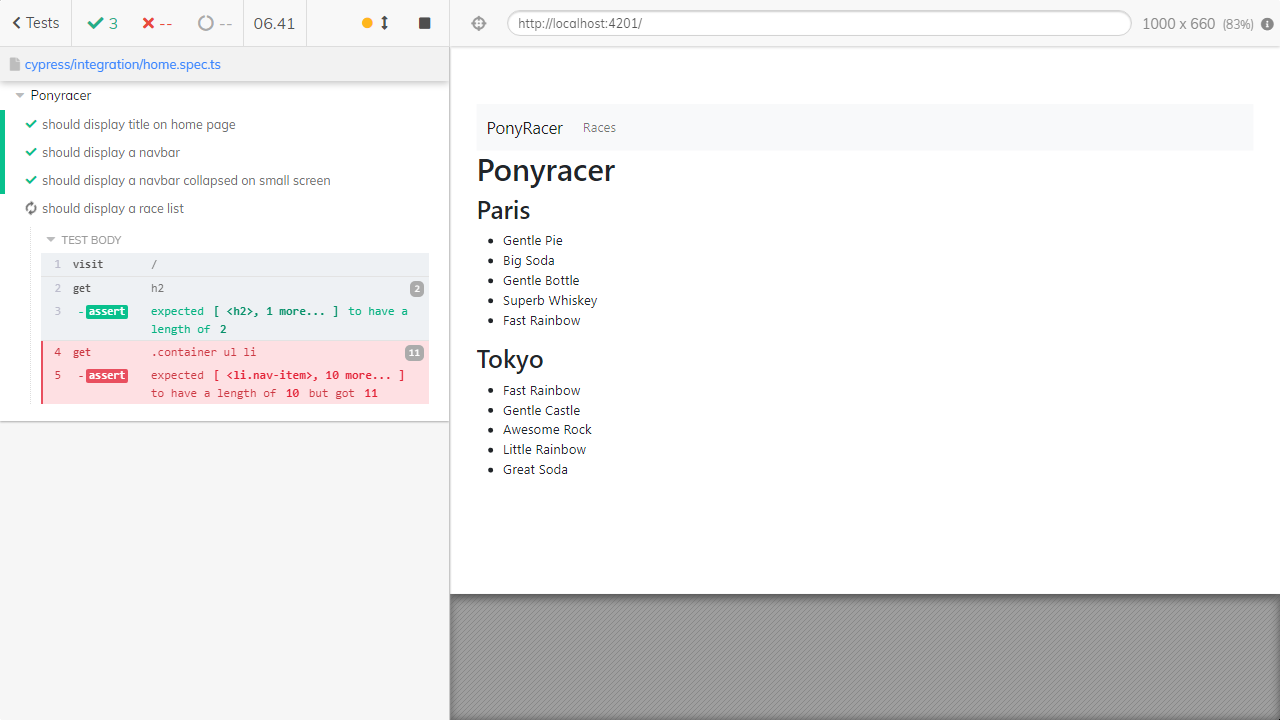 Tests 3 -- -- 06.41
http://localhost:4201/ 1000 x 660 (83%)
cypress/integration/home.spec.ts
Ponyracer
should display title on home page
should display a navbar
should display a navbar collapsed on small screen
should display a race list
TEST BODY
1 visit /
2 get h2 2
3 -assert expected [ <h2>, 1 more... ] to have a
length of 2
4 get .container ul li 11
5 -assert expected [ <li.nav-item>, 10 more... ]
to have a length of 10 but got 11
PonyRacer Races
Ponyracer
Paris
Gentle Pie
Big Soda
Gentle Bottle
Superb Whiskey
Fast Rainbow
Tokyo
Fast Rainbow
Gentle Castle
Awesome Rock
Little Rainbow
Great Soda